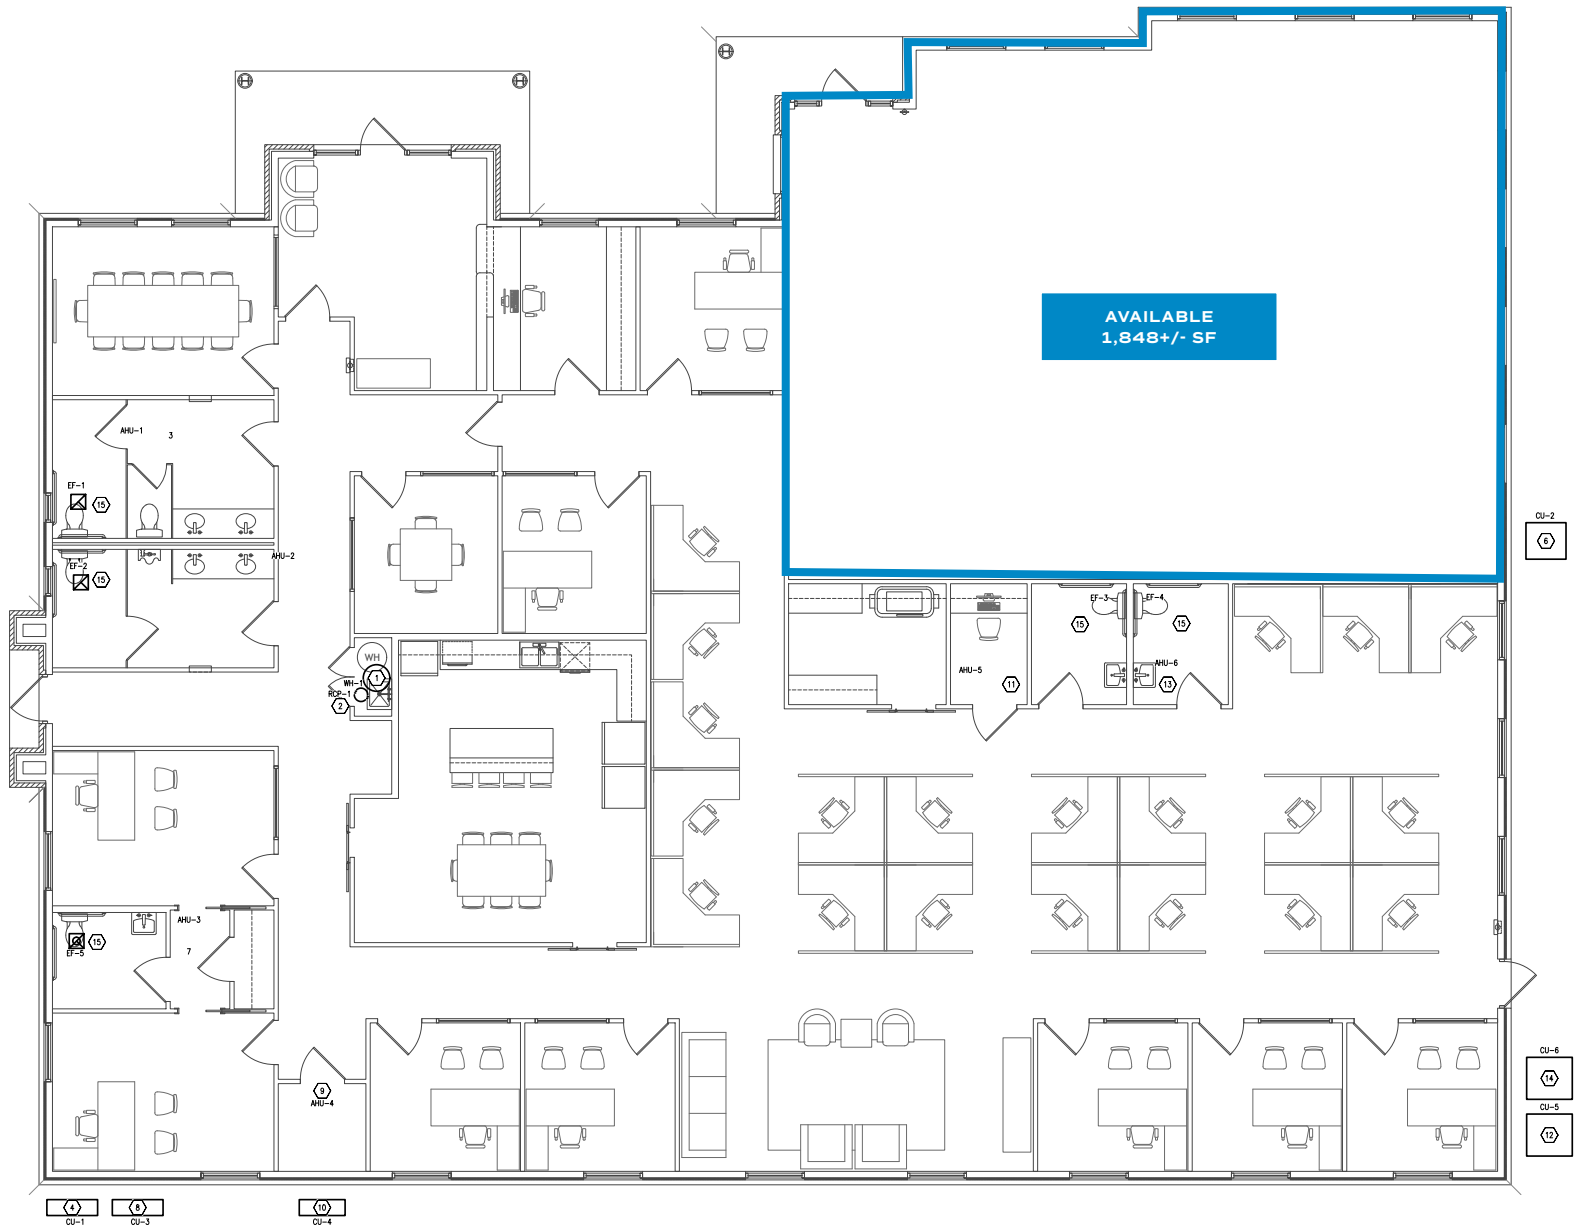 AVAILABLE
1,848+/- SF
AHU-1
3
EF-1
15
CU-2
6
AHU-2
EF-2
15
EF-3
EF-4
15
15
WH
1
WH-1
RCP-1
2
AHU-5
11
AHU-6
13
AHU-3
15
EF-5
7
9
AHU-4
CU-6
14
CU-5
12
4
CU-1
8
CU-3
10
CU-4